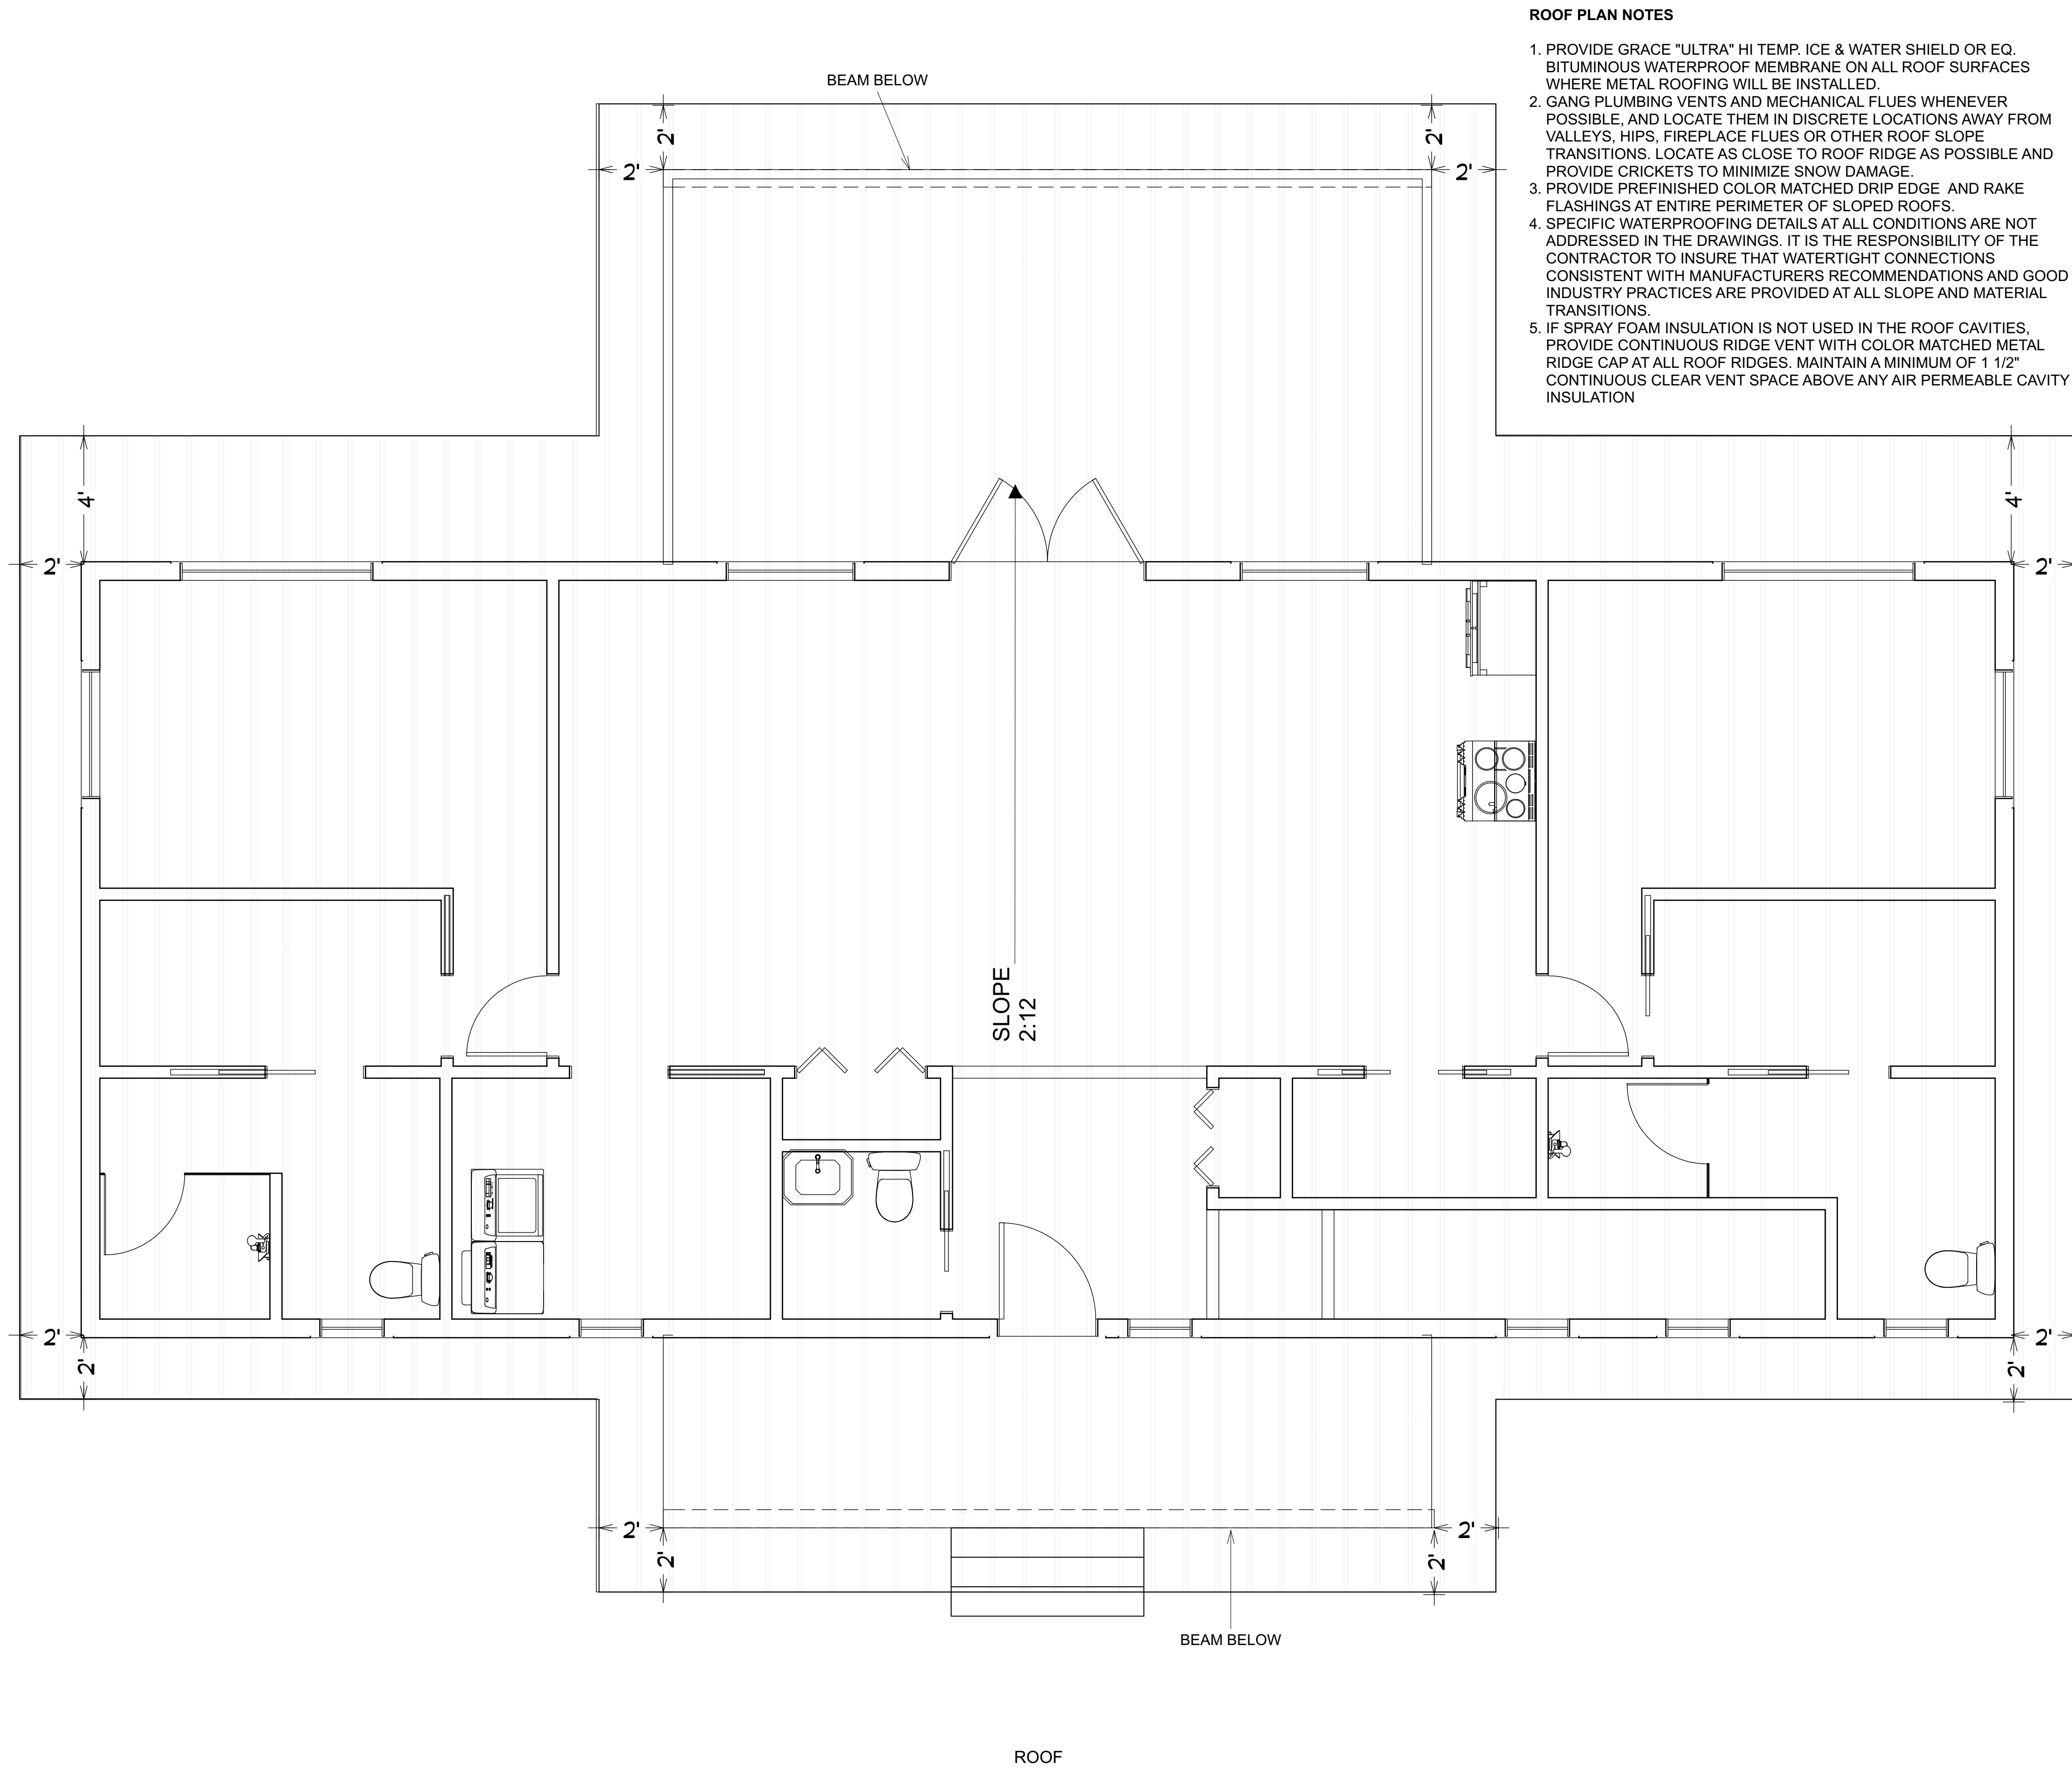 ROOF PLAN NOTES
1. PROVIDE GRACE "ULTRA" HI TEMP. ICE & WATER SHIELD OR EQ.
BITUMINOUS WATERPROOF MEMBRANE ON ALL ROOF SURFACES
WHERE METAL ROOFING WILL BE INSTALLED.
2. GANG PLUMBING VENTS AND MECHANICAL FLUES WHENEVER
POSSIBLE, AND LOCATE THEM IN DISCRETE LOCATIONS AWAY FROM
VALLEYS, HIPS, FIREPLACE FLUES OR OTHER ROOF SLOPE
TRANSITIONS. LOCATE AS CLOSE TO ROOF RIDGE AS POSSIBLE AND
PROVIDE CRICKETS TO MINIMIZE SNOW DAMAGE.
3. PROVIDE PREFINISHED COLOR MATCHED DRIP EDGE AND RAKE
FLASHINGS AT ENTIRE PERIMETER OF SLOPED ROOFS.
4. SPECIFIC WATERPROOFING DETAILS AT ALL CONDITIONS ARE NOT
ADDRESSED IN THE DRAWINGS. IT IS THE RESPONSIBILITY OF THE
CONTRACTOR TO INSURE THAT WATERTIGHT CONNECTIONS
CONSISTENT WITH MANUFACTURERS RECOMMENDATIONS AND GOOD
INDUSTRY PRACTICES ARE PROVIDED AT ALL SLOPE AND MATERIAL
TRANSITIONS.
5. IF SPRAY FOAM INSULATION IS NOT USED IN THE ROOF CAVITIES,
PROVIDE CONTINUOUS RIDGE VENT WITH COLOR MATCHED METAL
RIDGE CAP AT ALL ROOF RIDGES. MAINTAIN A MINIMUM OF 1 1/2"
CONTINUOUS CLEAR VENT SPACE ABOVE ANY AIR PERMEABLE CAVITY
INSULATION
BEAM BELOW
2'
2'
2'
2'
4'
4'
2'
2'
SLOPE
2:12
2'
2'
2'
2'
2'
2'
2'
2'
BEAM BELOW
ROOF